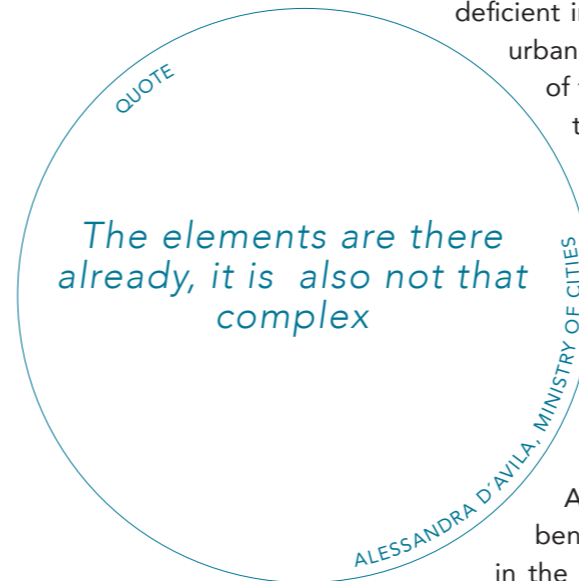 deficient
urban
of
QUOTE
The elements are there
already, it is  also not that
complex
ALESSANDRA D´AVILA, MINISTRY OF CITIES
in the